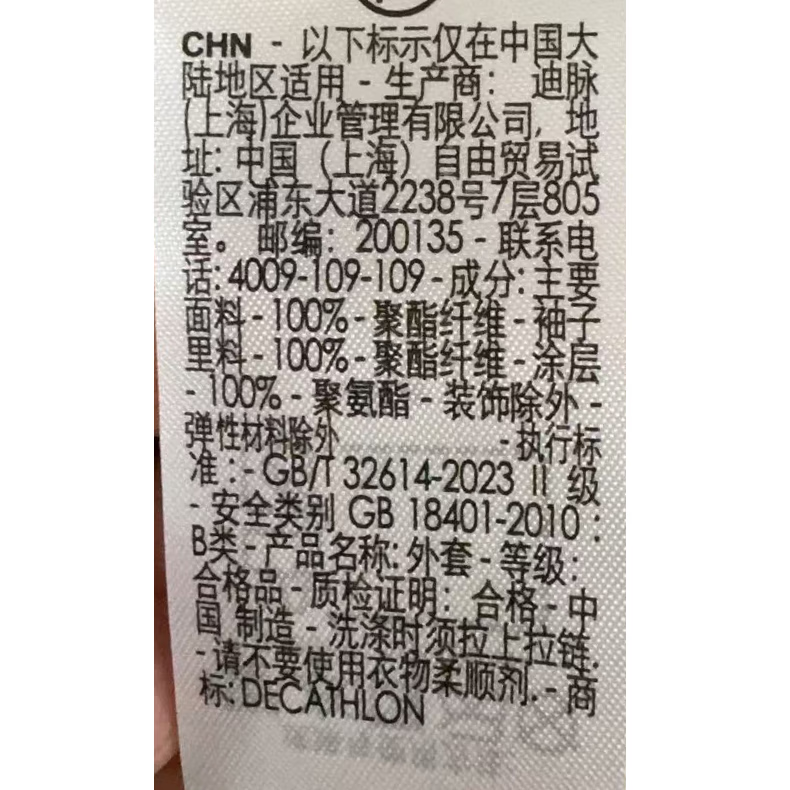 CHN - 以下标示仅在中国大
陆地区适用 - 生产商： 迪脉
(上海)企业管理有限公司, 地
址: 中国（上海）自由贸易试
验区浦东大道2238号7层805
室。 邮编： 200135 - 联系电
话: 4009-109-109 - 成分: 主要
面料 - 100% - 聚酯纤维 - 袖子
里料 - 100% - 聚酯纤维 - 涂层
- 100% - 聚氨酯 - 装饰除外 -
弹性材料除外 - 执行标
准 : - GB/T 32614-2023 II 级
- 安全类别 GB 18401-2010 :
B类 - 产品名称: 外套 - 等级:
合格品 - 质检证明： 合格 - 中
国 制造 - 洗涤时须拉上拉链.
- 请不要使用衣物柔顺剂. - 商
标: DECATHLON